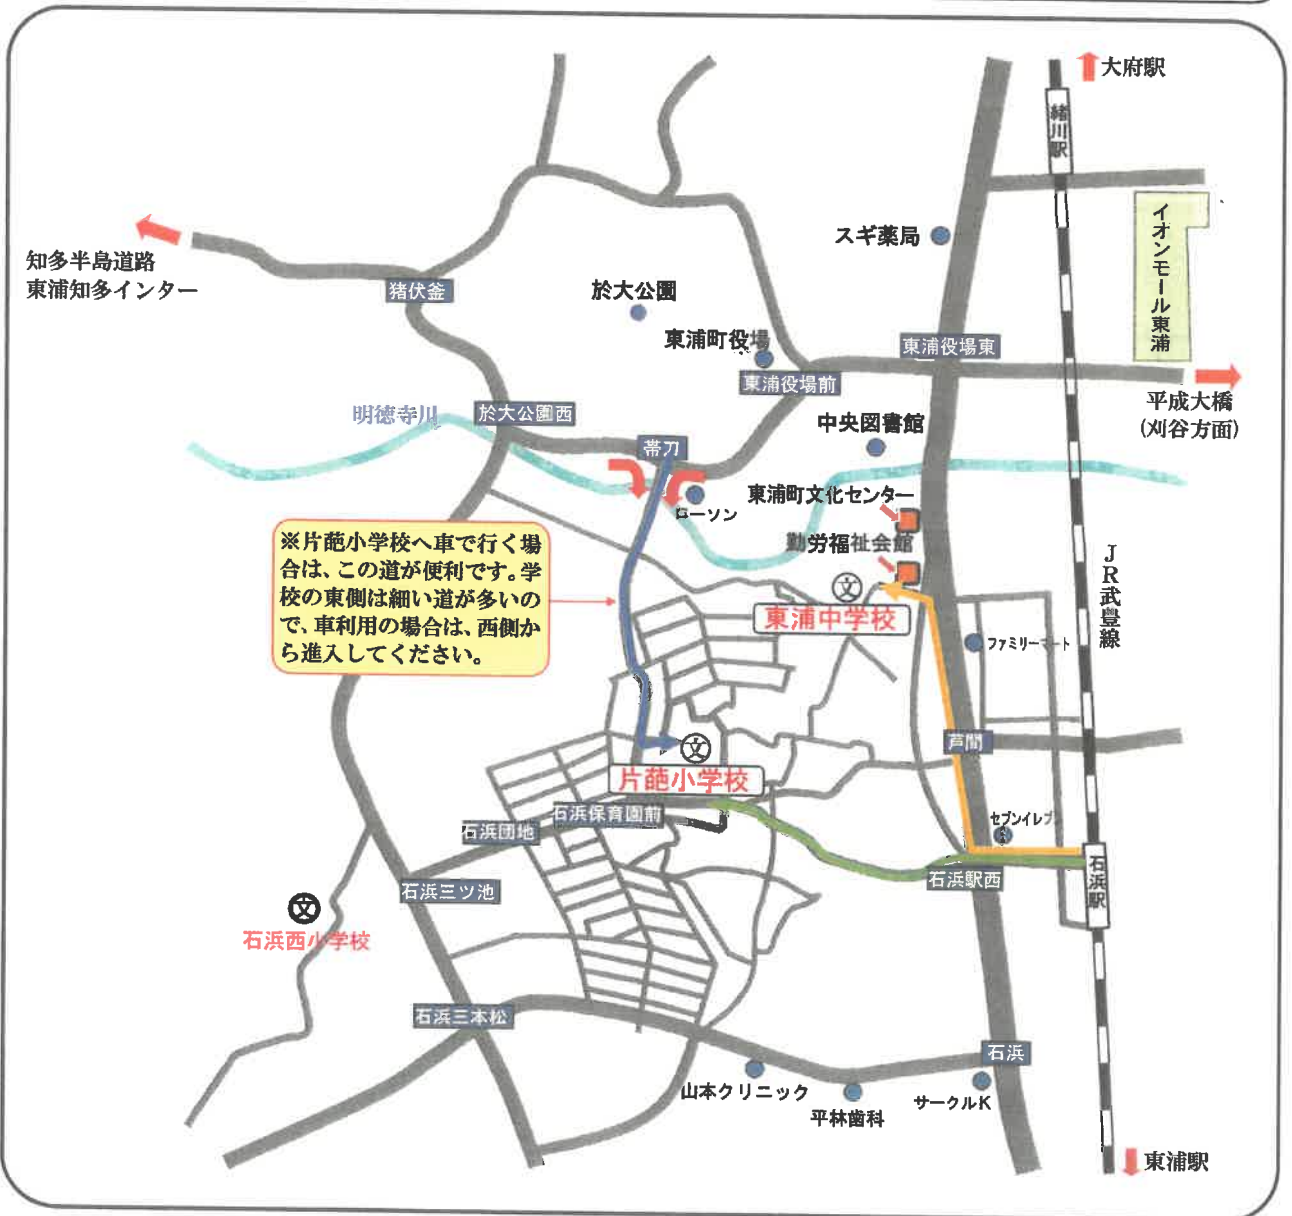 大府駅
緒川駅
イオンモール東浦
スギ薬局
知多半島道路
東浦知多インター
猪伏釜
於大公園
東浦町役場
東浦役場東
東浦役場前
平成大橋
(刈谷方面)
明徳寺川
於大公園西
中央図書館
帯刀
ローソン
東浦町文化センター
勤労福祉会館
※片葩小学校へ車で行く場
合は、この道が便利です。学
校の東側は細い道が多いの
で、車利用の場合は、西側か
ら進入してください。
文
東浦中学校
JR武豊線
ファミリーマート
芦間
文
片葩小学校
石浜保育園前
石浜団地
セブンイレブ
石浜駅西
石浜駅
石浜三ツ池
文
石浜西小学校
石浜三本松
石浜
山本クリニック
平林歯科
サークルK
東浦駅